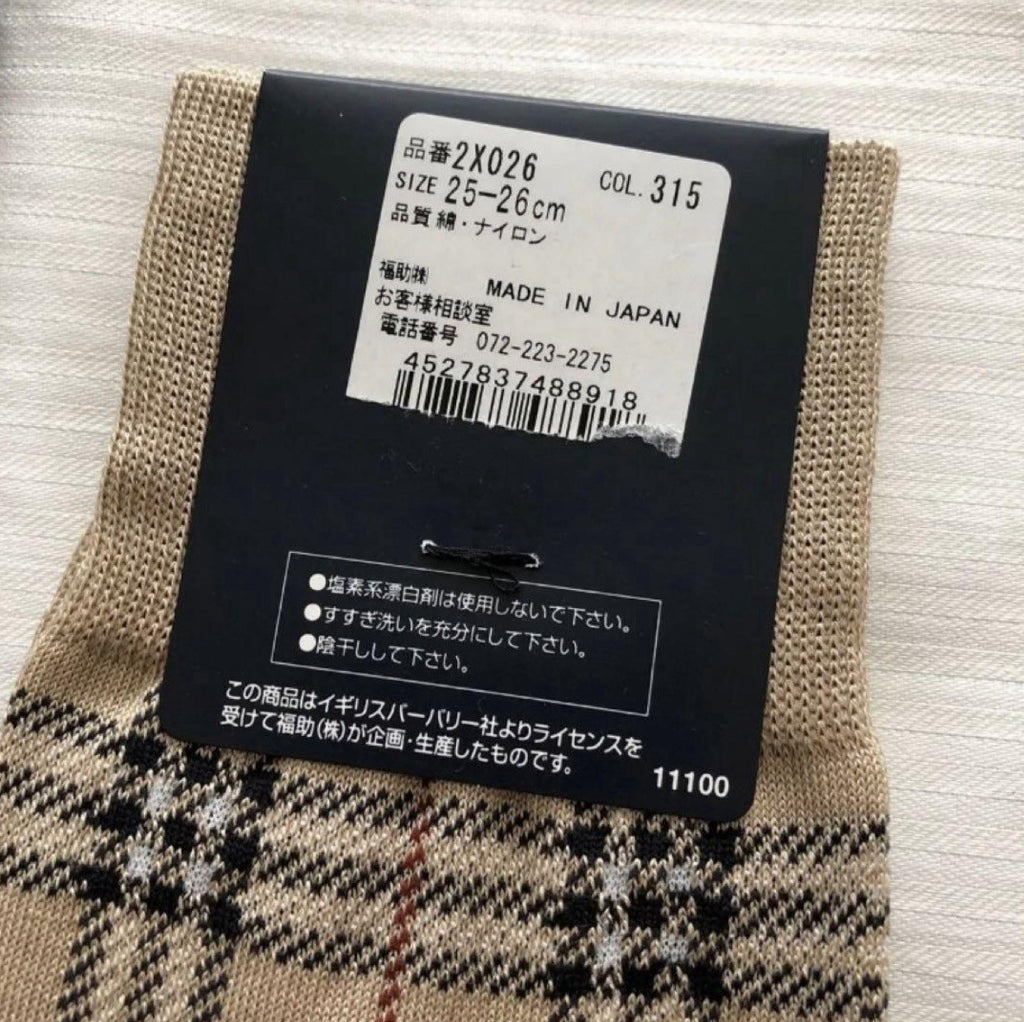 品番2X026 COL. 315
SIZE 25-26cm
品質 綿・ナイロン
福助㈱ MADE IN JAPAN
お客様相談室
電話番号 072-223-2275
4527837488918
●塩素系漂白剤は使用しないで下さい。
●すすぎ洗いを充分にして下さい。
●陰干しして下さい。
この商品はイギリスバーバリー社よりライセンスを
受けて福助(株)が企画・生産したものです。
11100